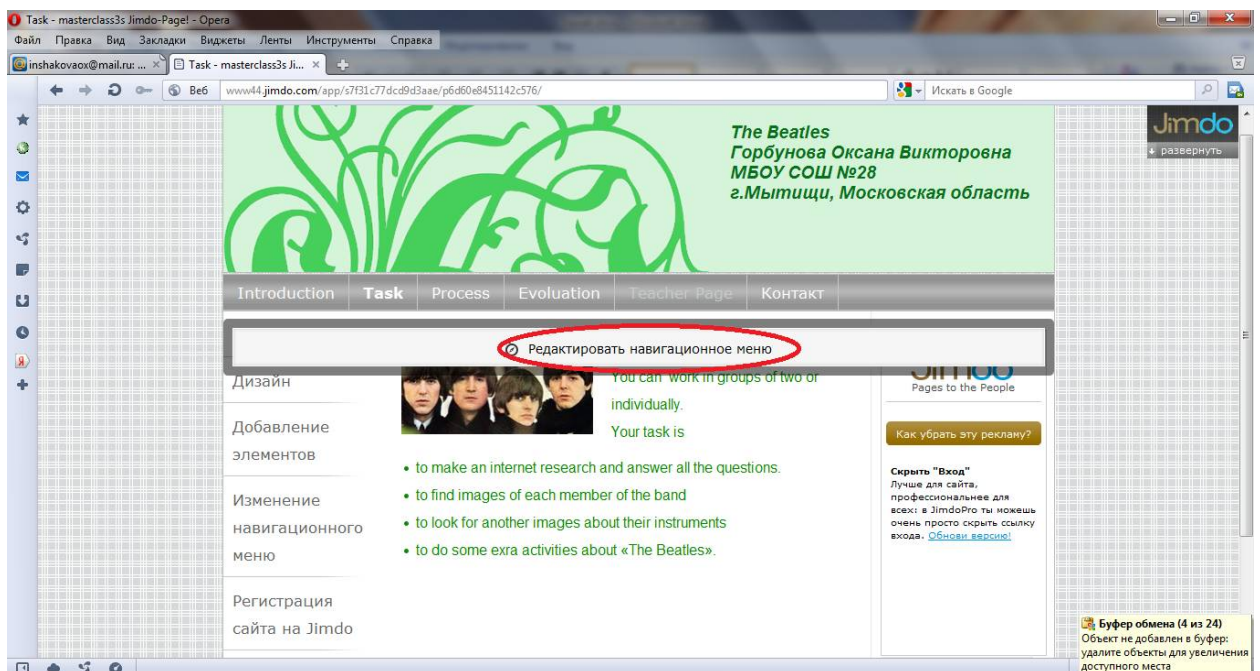 Task - masterclass3s Jimdo-Page! - Opera
Файл Правка Вид Закладки Виджеты Ленты Инструменты Справка
inshakovaox@mail.ru: ...
Task - masterclass3s Ji...
Веб
www44.jimdo.com/app/s7f31c77dcd9d3aae/p6d60e8451142c576/
Искать в Google
The Beatles
Горбунова Оксана Викторовна
МБОУ СОШ №28
г.Мытищи, Московская область
Jimdo
развернуть
Introduction Task Process Evoluation Teacher Page Контакт
Редактировать навигационное меню
Дизайн
Добавление
элементов
Изменение
навигационного
меню
Регистрация
сайта на Jimdo
You can work in groups of two or
individually.
Your task is
• to make an internet research and answer all the questions.
• to find images of each member of the band
• to look for another images about their instruments
• to do some exra activities about «The Beatles».
Jimdo
Pages to the People
Как убрать эту рекламу?
Скрыть "Вход"
Лучше для сайта,
профессиональнее для
всех: в JimdoPro ты можешь
очень просто скрыть ссылку
входа. Обнови версию!
Буфер обмена (4 из 24)
Объект не добавлен в буфер:
удалите объекты для увеличения
доступного места